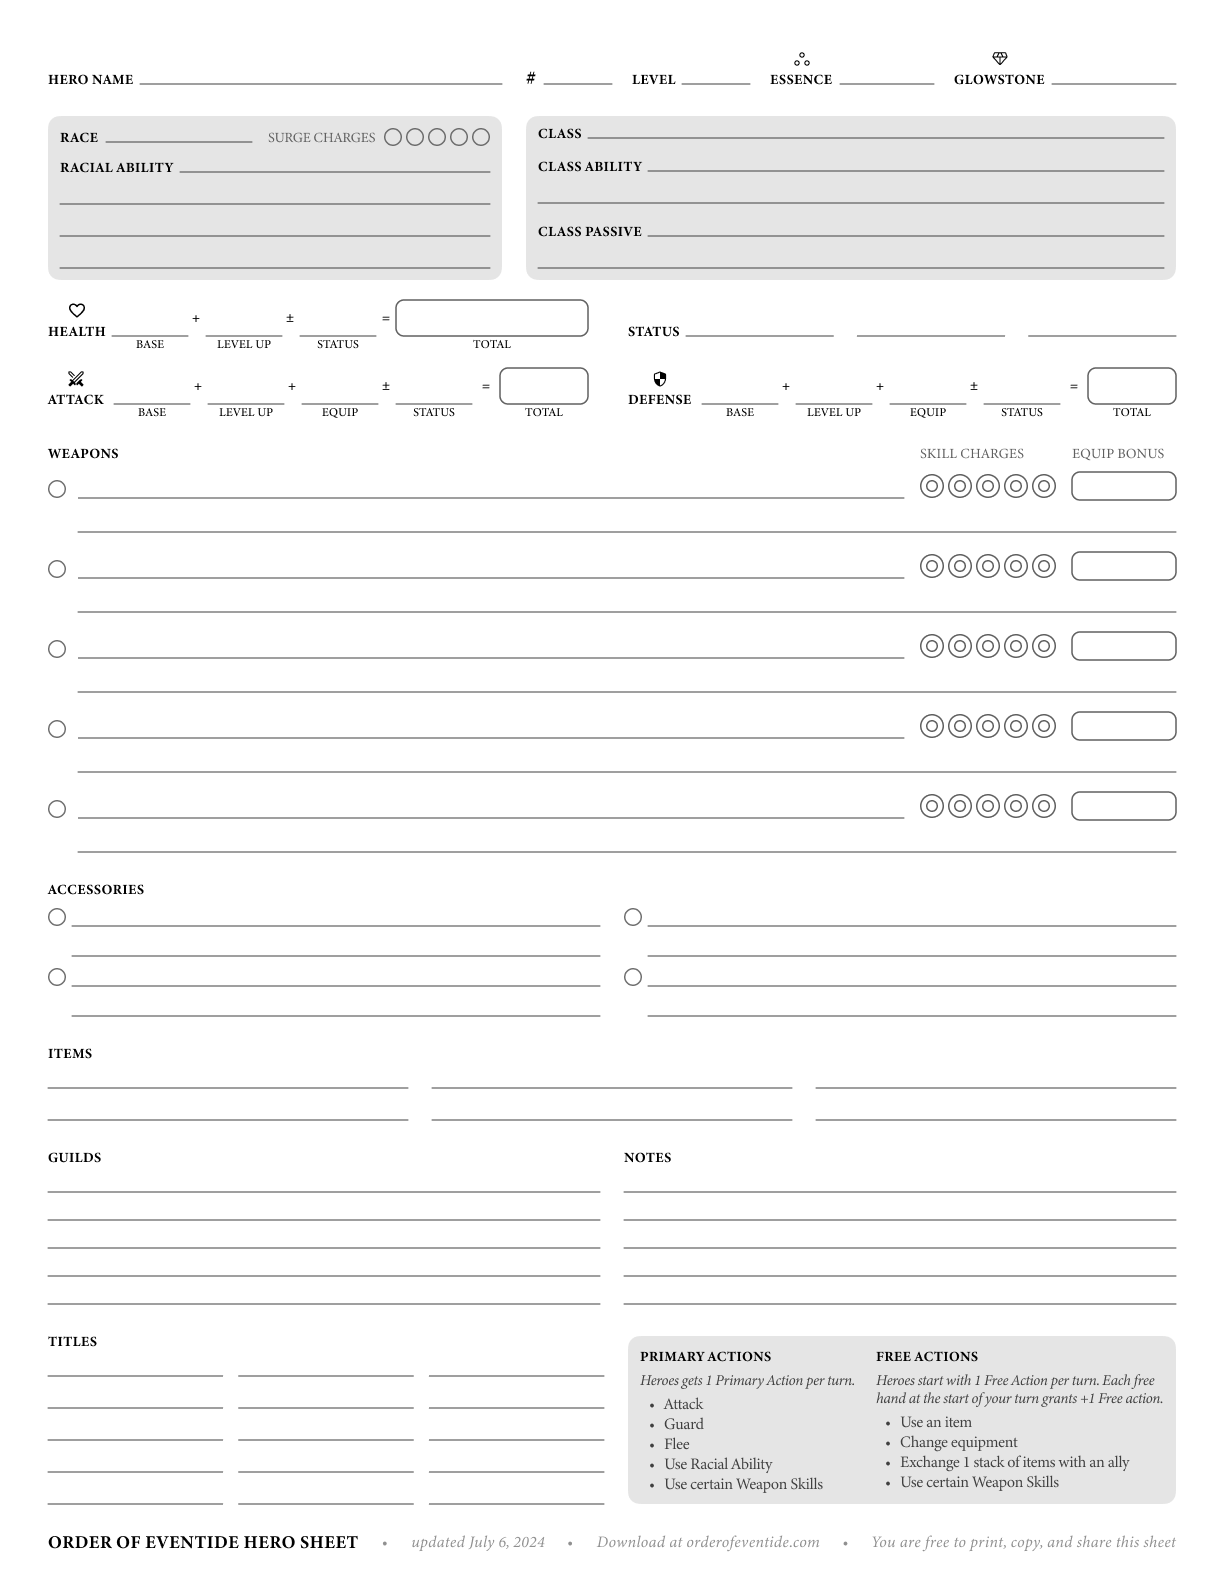 HERO NAME # LEVEL ESSENCE GLOWSTONE
RACE SURGE CHARGES
RACIAL ABILITY
CLASS
CLASS ABILITY
CLASS PASSIVE
HEALTH + ± =
BASE LEVEL UP STATUS TOTAL
STATUS
ATTACK + + ± =
BASE LEVEL UP EQUIP STATUS TOTAL
DEFENSE + + ± =
BASE LEVEL UP EQUIP STATUS TOTAL
WEAPONS SKILL CHARGES EQUIP BONUS
ACCESSORIES
ITEMS
GUILDS
NOTES
TITLES
PRIMARY ACTIONS
Heroes gets 1 Primary Action per turn.
• Attack
• Guard
• Flee
• Use Racial Ability
• Use certain Weapon Skills
FREE ACTIONS
Heroes start with 1 Free Action per turn. Each free
hand at the start of your turn grants +1 Free action.
• Use an item
• Change equipment
• Exchange 1 stack of items with an ally
• Use certain Weapon Skills
ORDER OF EVENTIDE HERO SHEET • updated July 6, 2024 • Download at orderofeventide.com • You are free to print, copy, and share this sheet